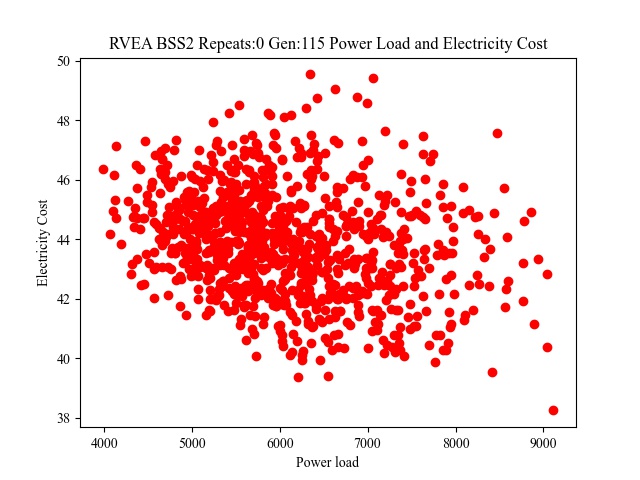 RVEA BSS2 Repeats:0 Gen:115 Power Load and Electricity Cost
50
48
46
44
42
40
38
Electricity Cost
4000 5000 6000 7000 8000 9000
Power load